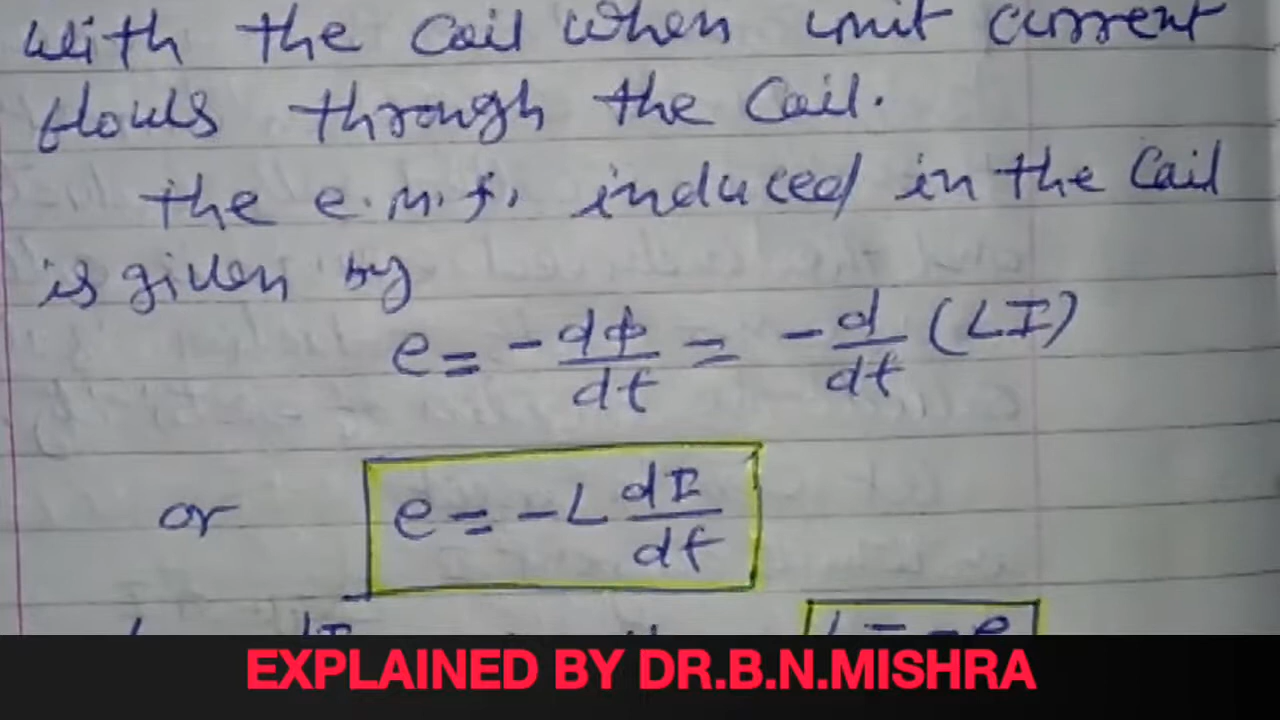 with the coil when unit current
flows through the coil.
the e.m.f. induced in the coil
is given by
e = - dφ/dt = - d/dt (LI)
or e = -L dI/dt
L = -e
EXPLAINED BY DR.B.N.MISHRA